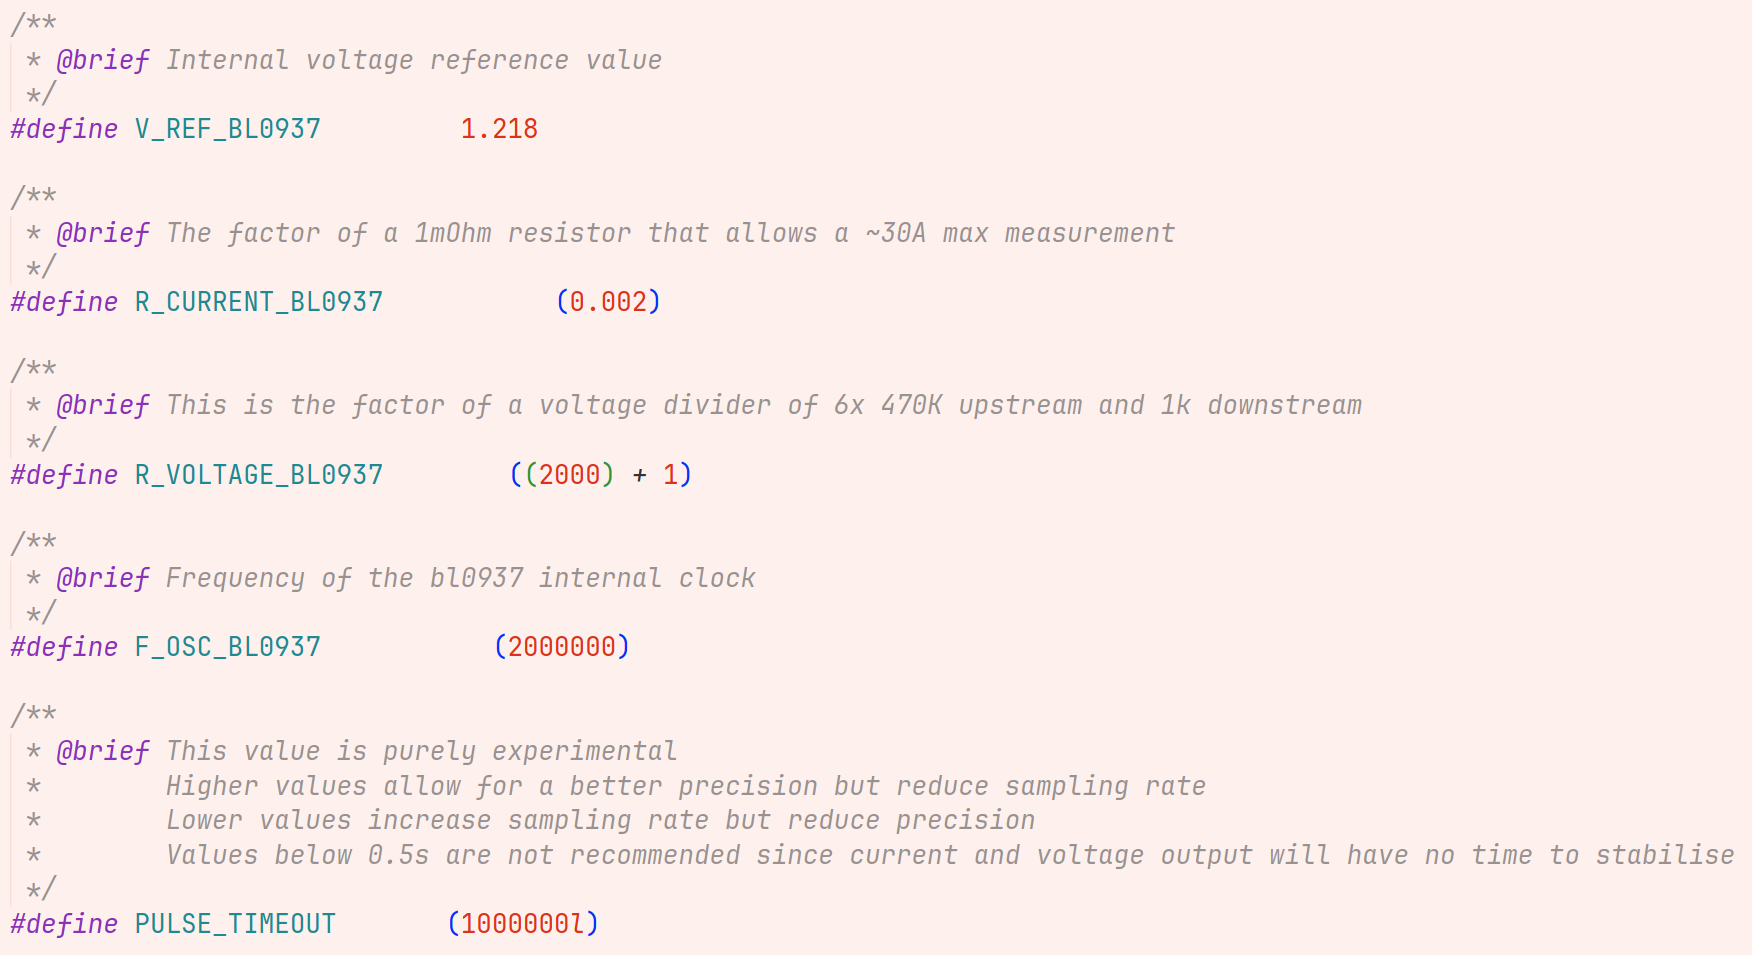 /**
 * @brief Internal voltage reference value
 */
#define V_REF_BL0937         1.218

/**
 * @brief The factor of a 1mOhm resistor that allows a ~30A max measurement
 */
#define R_CURRENT_BL0937           (0.002)

/**
 * @brief This is the factor of a voltage divider of 6x 470K upstream and 1k downstream
 */
#define R_VOLTAGE_BL0937        ((2000) + 1)

/**
 * @brief Frequency of the bl0937 internal clock
 */
#define F_OSC_BL0937           (2000000)

/**
 * @brief This value is purely experimental
 *        Higher values allow for a better precision but reduce sampling rate
 *        Lower values increase sampling rate but reduce precision
 *        Values below 0.5s are not recommended since current and voltage output will have no time to stabilise
 */
#define PULSE_TIMEOUT       (1000000l)